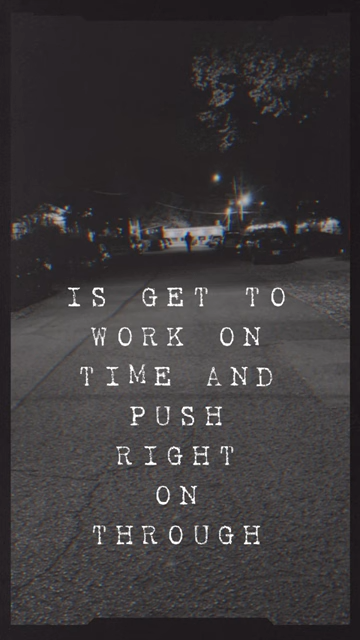 IS GET TO
WORK ON
TIME AND
PUSH
RIGHT
ON
THROUGH